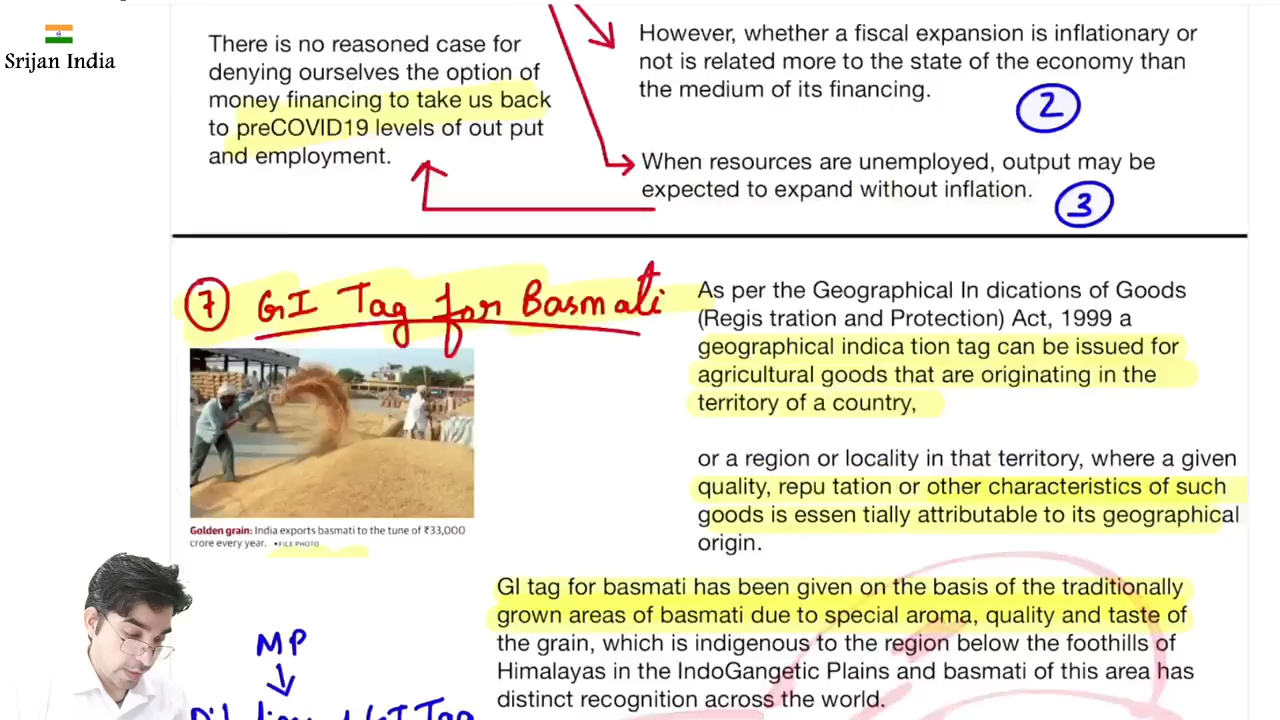 Srijan India
There is no reasoned case for
denying ourselves the option of
money financing to take us back
to preCOVID19 levels of out put
and employment.
However, whether a fiscal expansion is inflationary or
not is related more to the state of the economy than
the medium of its financing.
2
When resources are unemployed, output may be
expected to expand without inflation.
3
7 GI Tag for Basmati
As per the Geographical In dications of Goods
(Regis tration and Protection) Act, 1999 a
geographical indica tion tag can be issued for
agricultural goods that are originating in the
territory of a country,
or a region or locality in that territory, where a given
quality, repu tation or other characteristics of such
goods is essen tially attributable to its geographical
origin.
Golden grain: India exports basmati to the tune of ₹33,000
crore every year. •FILE PHOTO
GI tag for basmati has been given on the basis of the traditionally
grown areas of basmati due to special aroma, quality and taste of
the grain, which is indigenous to the region below the foothills of
Himalayas in the IndoGangetic Plains and basmati of this area has
distinct recognition across the world.
MP
GI Tag